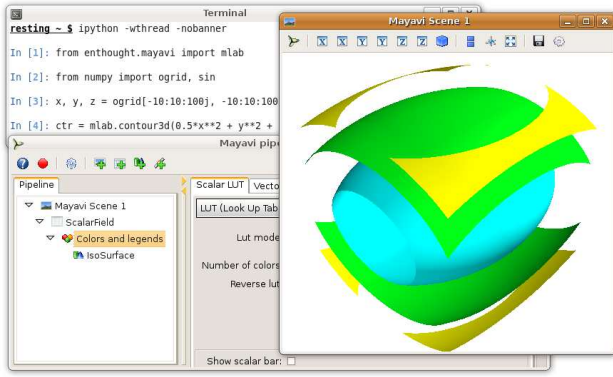 Terminal
resting ~ $ ipython -wthread -nobanner
In [1]: from enthought.mayavi import mlab
In [2]: from numpy import ogrid, sin
In [3]: x, y, z = ogrid[-10:10:100j, -10:10:100
In [4]: ctr = mlab.contour3d(0.5*x**2 + y**2 +
Mayavi Scene 1
X X Y Y Z Z
Mayavi pip
Pipeline
Mayavi Scene 1
ScalarField
Colors and legends
IsoSurface
Scalar LUT Vecto
LUT (Look Up Tab
Lut mode
Number of colors
Reverse lut
Show scalar bar: